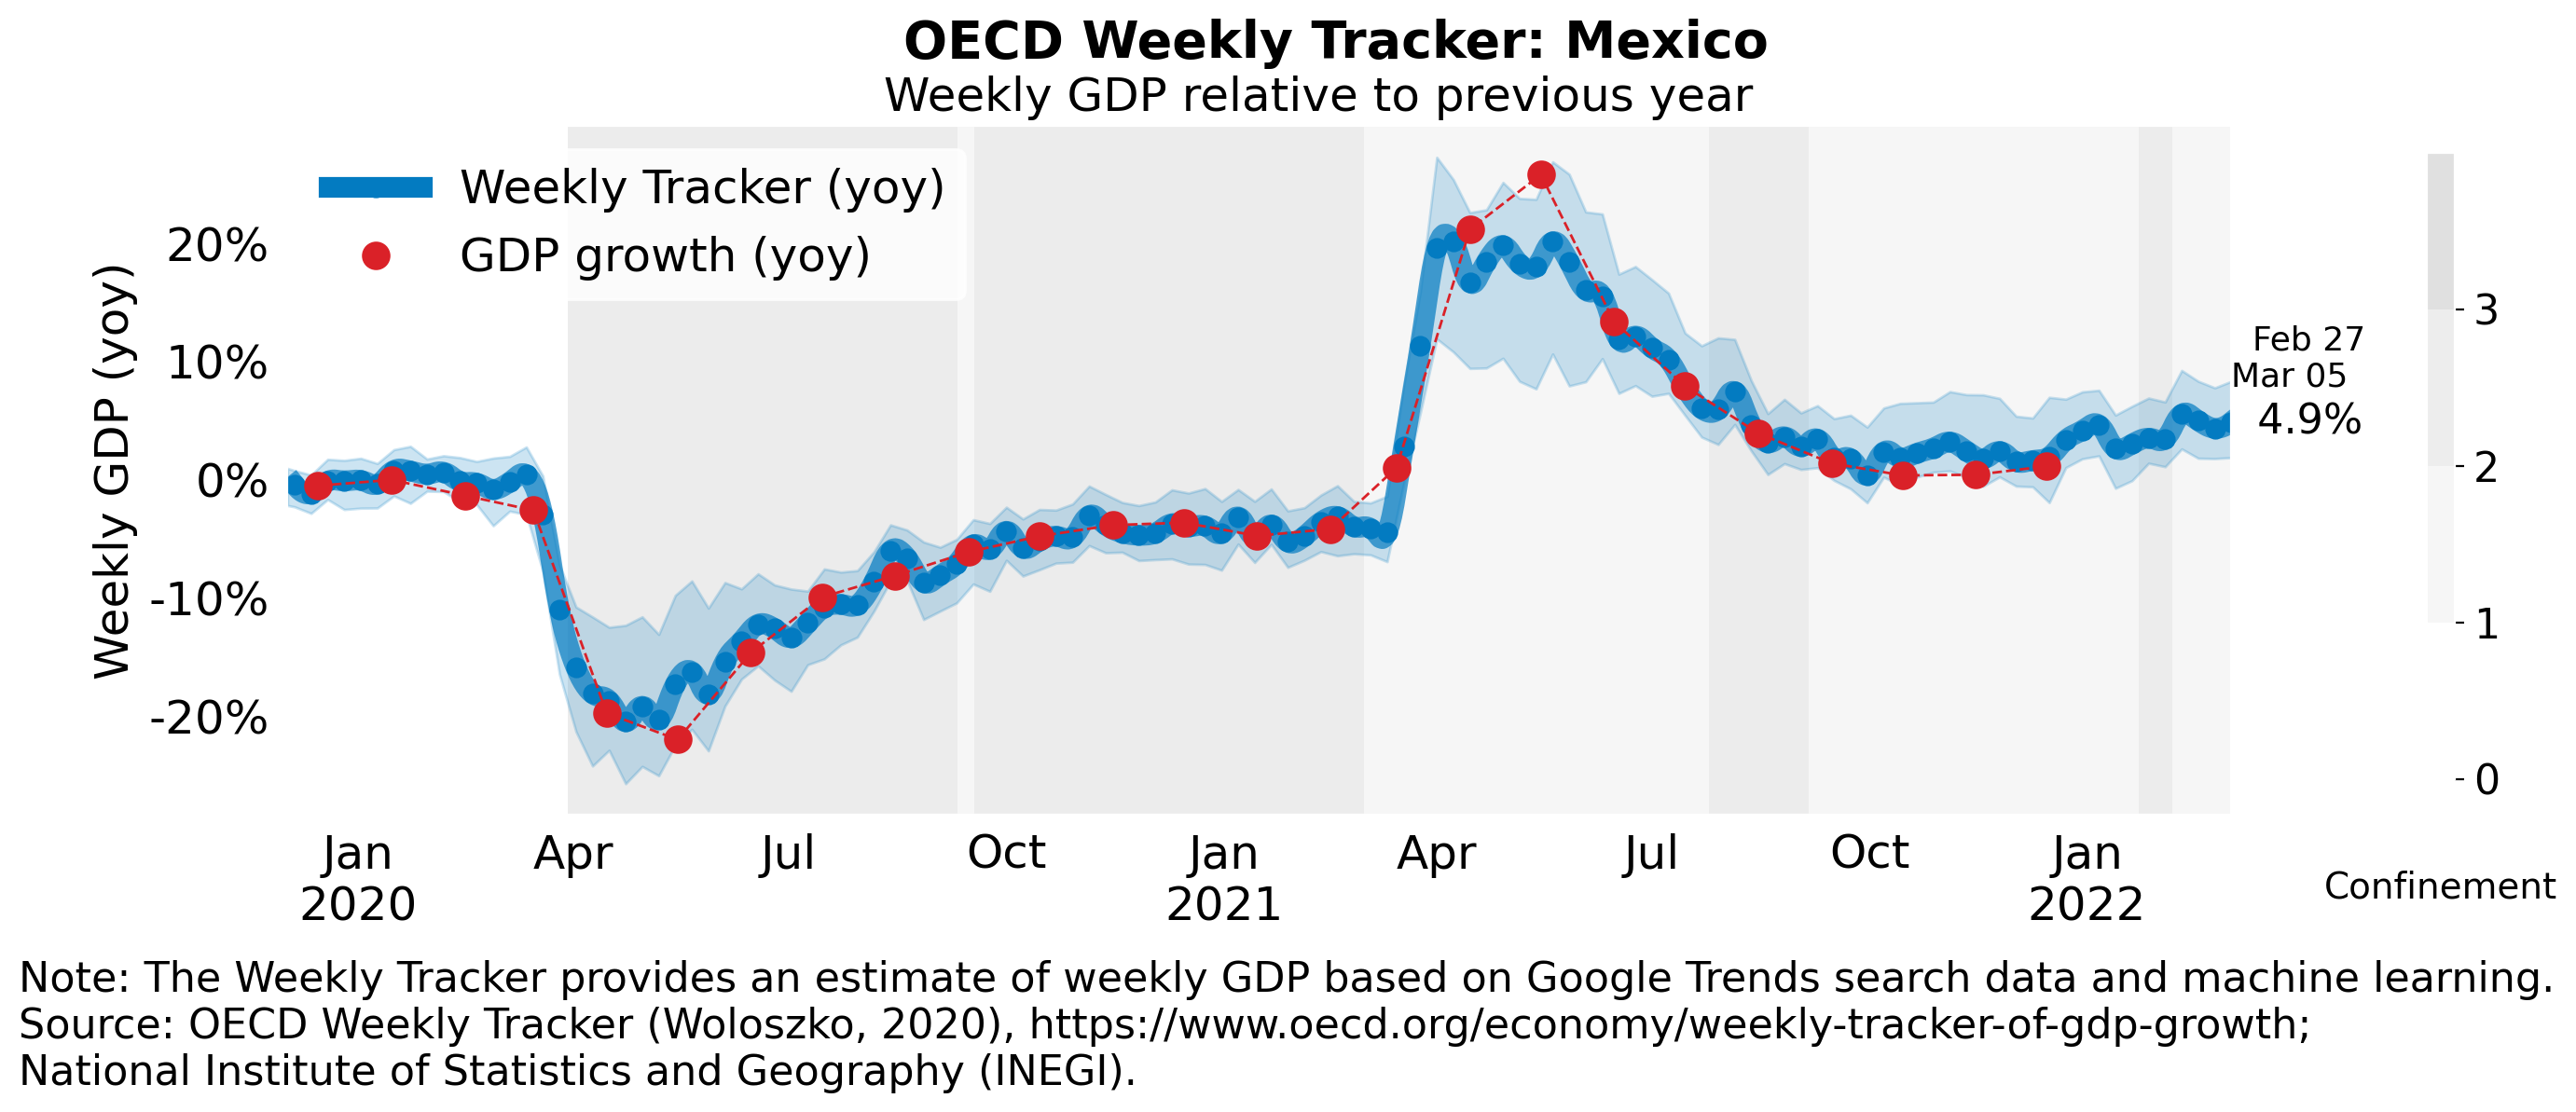 OECD Weekly Tracker: Mexico
Weekly GDP relative to previous year
Weekly Tracker (yoy)
GDP growth (yoy)
Weekly GDP (yoy)
20%
10%
0%
-10%
-20%
Feb 27
Mar 05
4.9%
3
2
1
0
Jan Apr Jul Oct Jan Apr Jul Oct Jan
2020 2021 2022
Confinement
Note: The Weekly Tracker provides an estimate of weekly GDP based on Google Trends search data and machine learning.
Source: OECD Weekly Tracker (Woloszko, 2020), https://www.oecd.org/economy/weekly-tracker-of-gdp-growth;
National Institute of Statistics and Geography (INEGI).